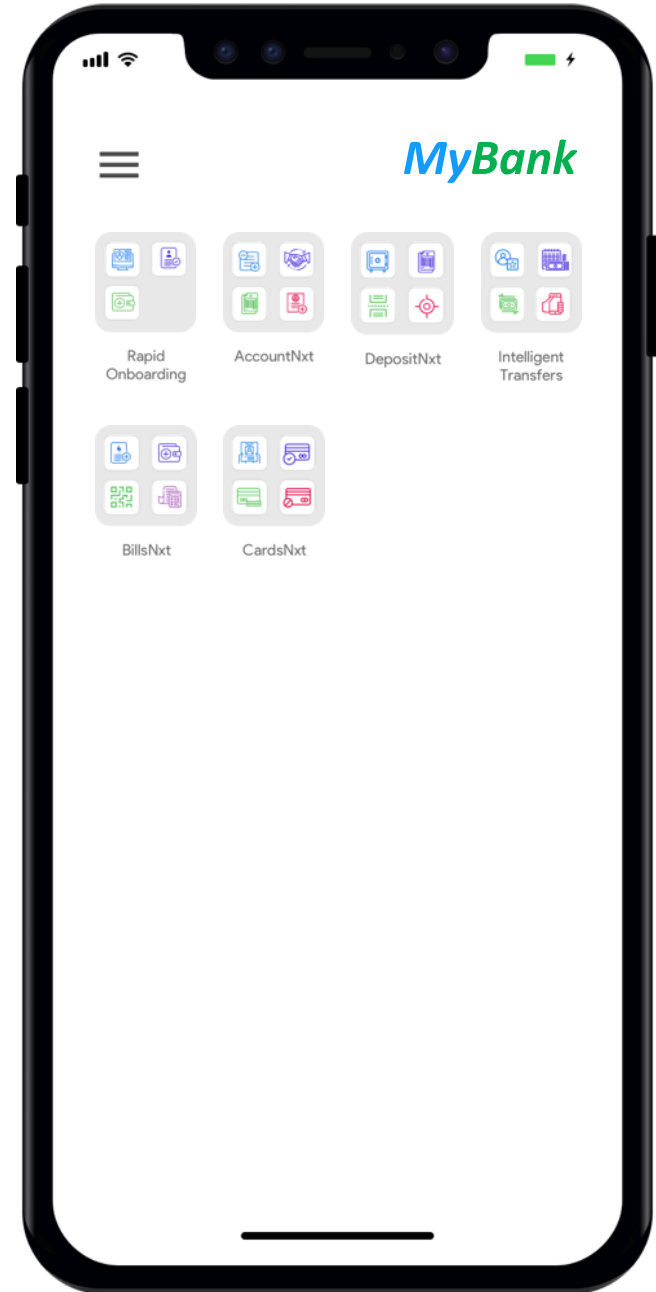 MyBank
Rapid
Onboarding
AccountNxt
DepositNxt
Intelligent
Transfers
BillsNxt
CardsNxt